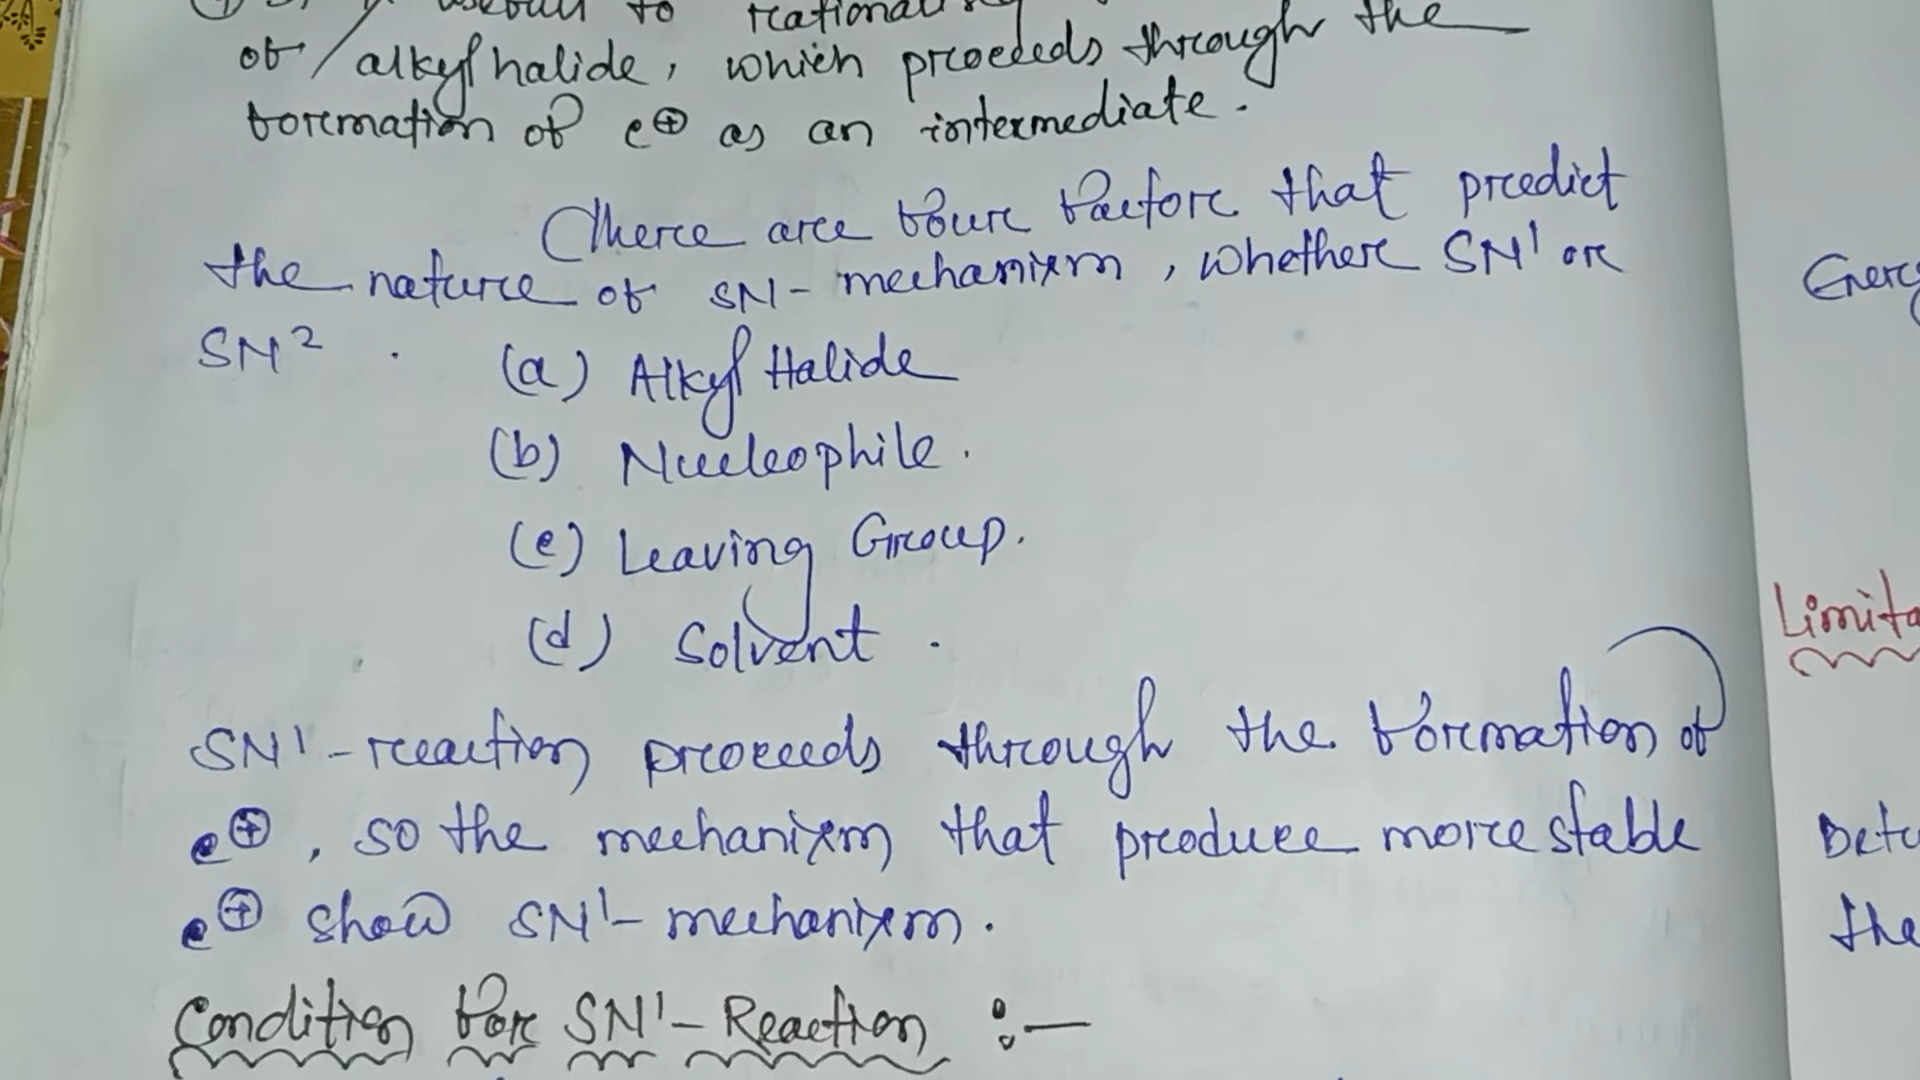 to
of alkyl halide, which proceeds through the
formation of c⊕ as an intermediate.
There are four factor that predict
the nature of SN- mechanism, whether SN1 or
SN2.
(a) Alkyl Halide
(b) Nucleophile.
(c) Leaving Group.
(d) Solvent.
SN1-reaction proceeds through the formation of
c⊕, so the mechanism that produce more stable
c⊕ show SN1- mechanism.
Condition for SN1- Reaction :-
the